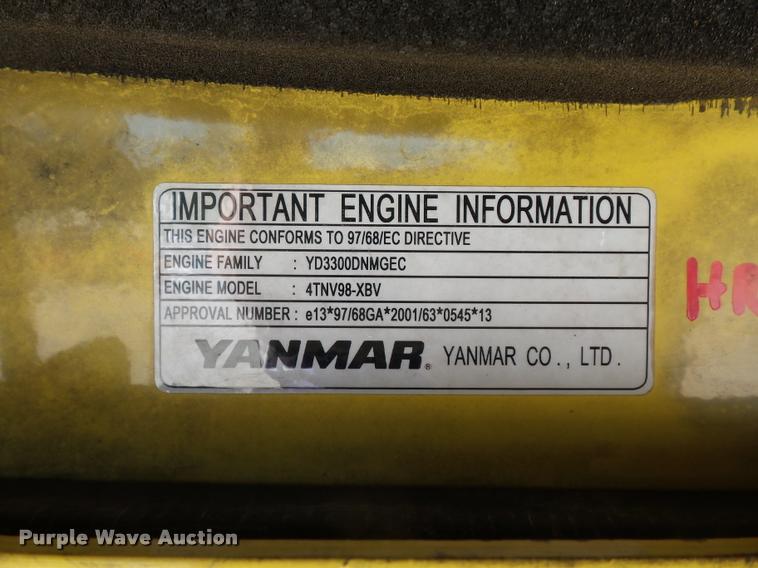 IMPORTANT ENGINE INFORMATION
THIS ENGINE CONFORMS TO 97/68/EC DIRECTIVE
ENGINE FAMILY : YD3300DNMGEC
ENGINE MODEL : 4TNV98-XBV
APPROVAL NUMBER : e13*97/68GA*2001/63*0545*13
YANMAR® YANMAR CO., LTD.
Purple Wave Auction